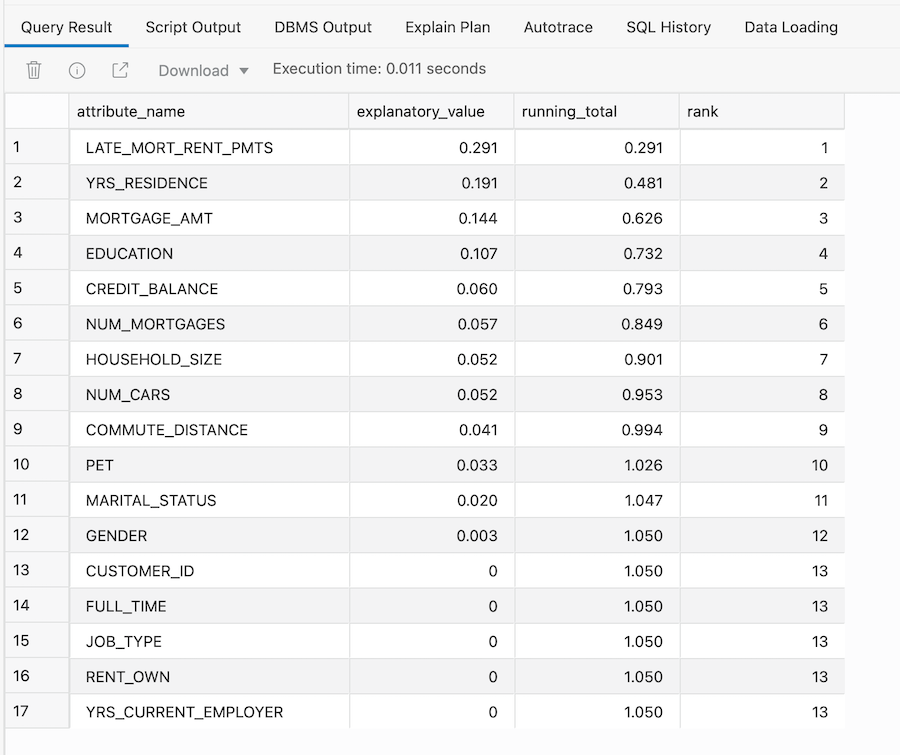 Query Result Script Output DBMS Output Explain Plan Autotrace SQL History Data Loading
Download Execution time: 0.011 seconds
attribute_name explanatory_value running_total rank
1 LATE_MORT_RENT_PMTS 0.291 0.291 1
2 YRS_RESIDENCE 0.191 0.481 2
3 MORTGAGE_AMT 0.144 0.626 3
4 EDUCATION 0.107 0.732 4
5 CREDIT_BALANCE 0.060 0.793 5
6 NUM_MORTGAGES 0.057 0.849 6
7 HOUSEHOLD_SIZE 0.052 0.901 7
8 NUM_CARS 0.052 0.953 8
9 COMMUTE_DISTANCE 0.041 0.994 9
10 PET 0.033 1.026 10
11 MARITAL_STATUS 0.020 1.047 11
12 GENDER 0.003 1.050 12
13 CUSTOMER_ID 0 1.050 13
14 FULL_TIME 0 1.050 13
15 JOB_TYPE 0 1.050 13
16 RENT_OWN 0 1.050 13
17 YRS_CURRENT_EMPLOYER 0 1.050 13